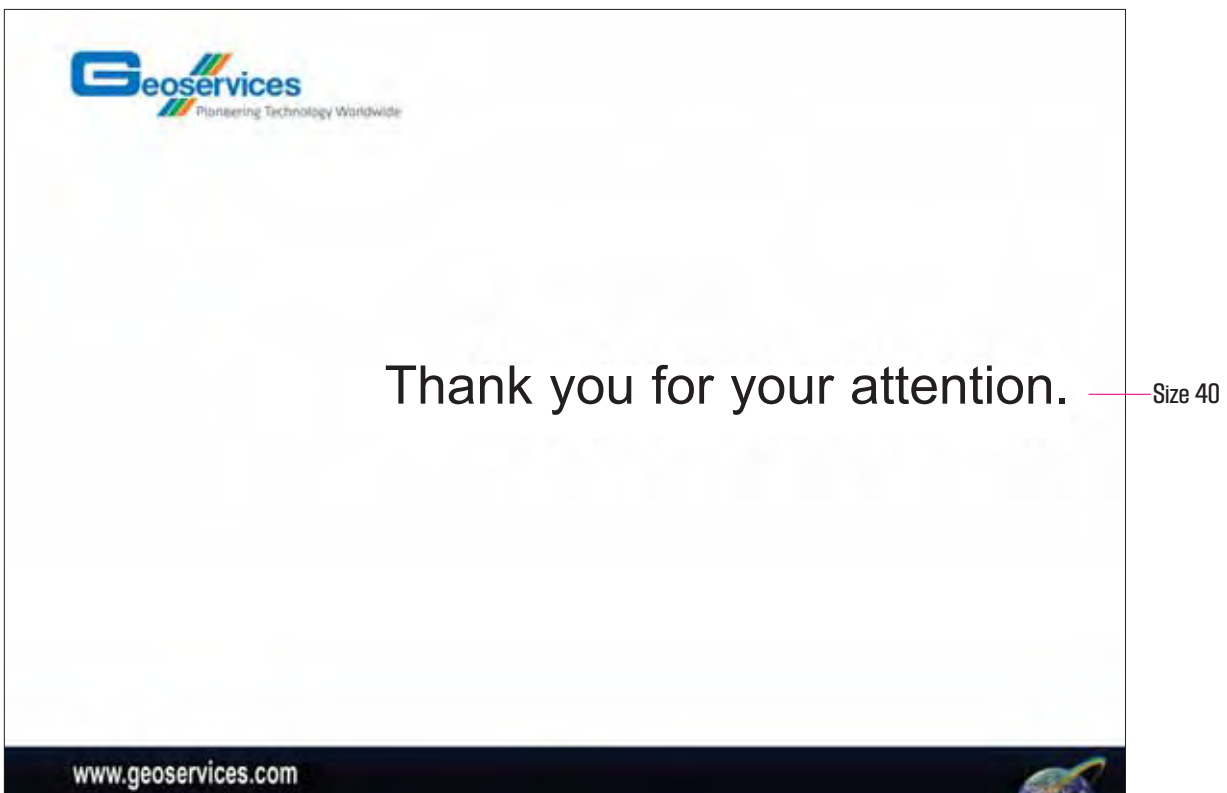 Geoservices
Pioneering Technology Worldwide
Thank you for your attention.
Size 40
www.geoservices.com